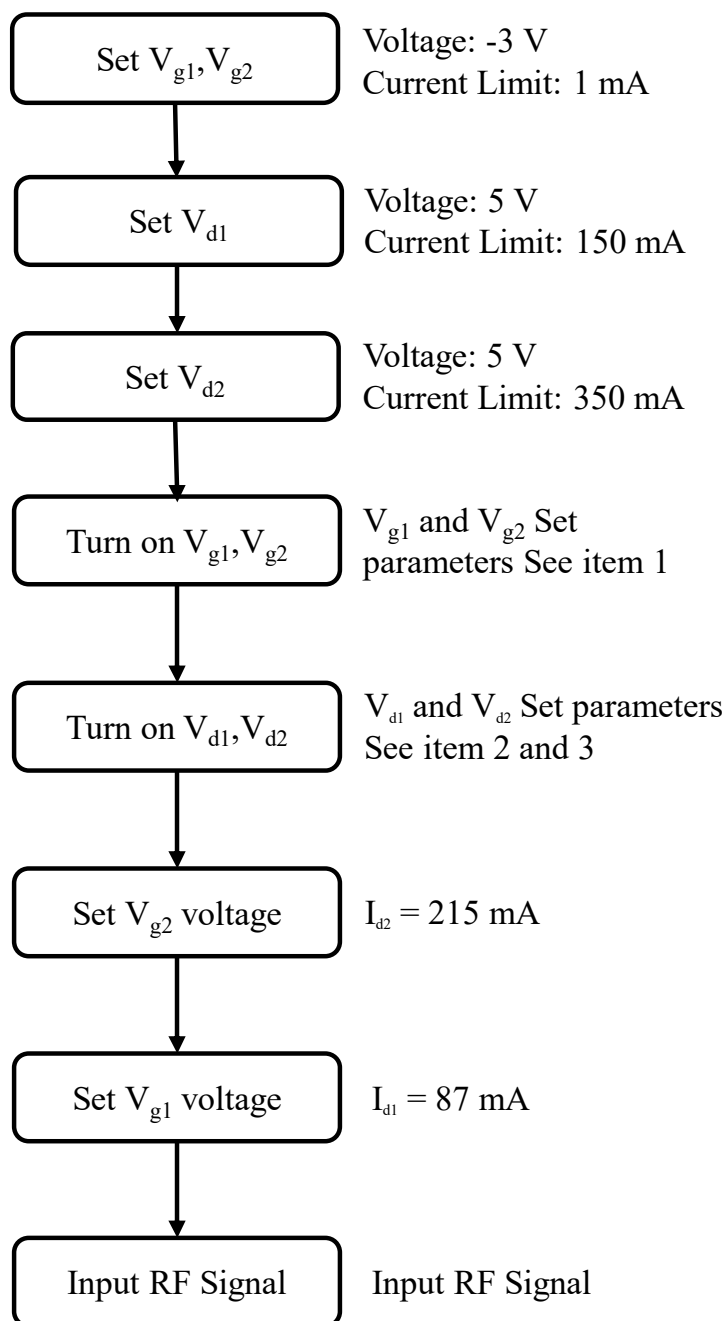 Set Vg1,Vg2
Voltage: -3 V
Current Limit: 1 mA
Set Vd1
Voltage: 5 V
Current Limit: 150 mA
Set Vd2
Voltage: 5 V
Current Limit: 350 mA
Turn on Vg1,Vg2
Vg1 and Vg2 Set
parameters See item 1
Turn on Vd1,Vd2
Vd1 and Vd2 Set parameters
See item 2 and 3
Set Vg2 voltage
Id2 = 215 mA
Set Vg1 voltage
Id1 = 87 mA
Input RF Signal
Input RF Signal